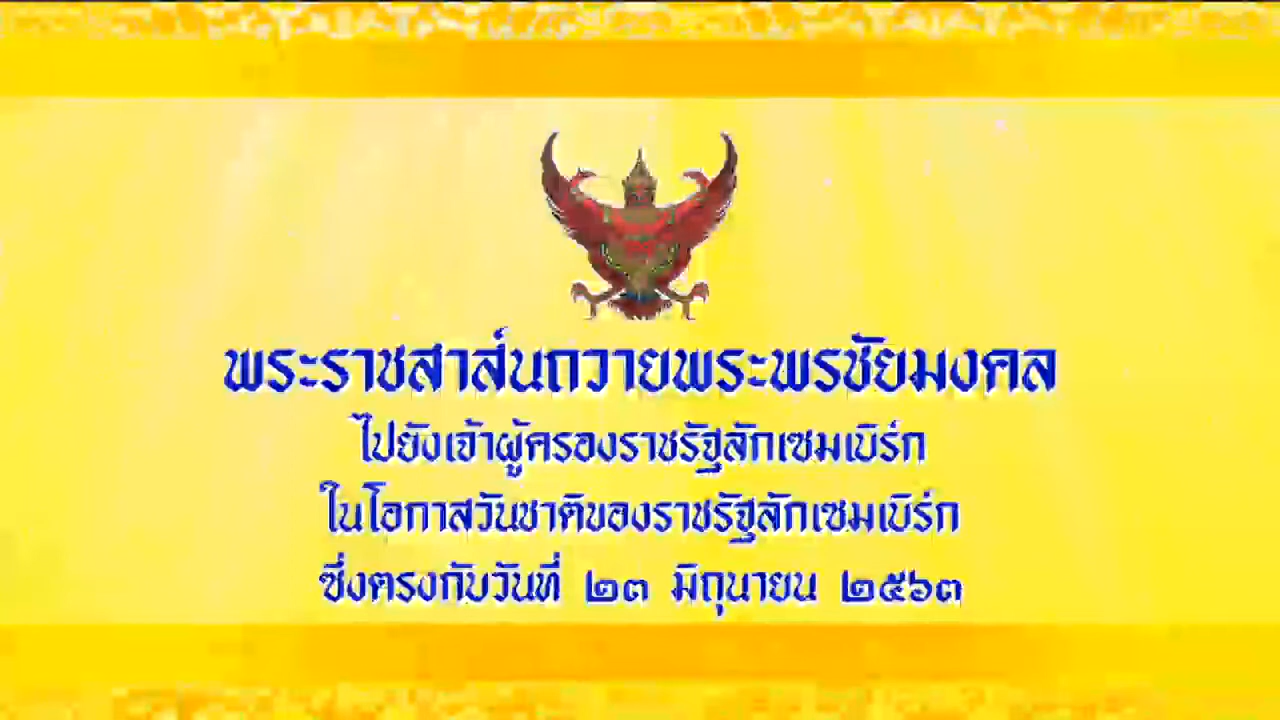 พระราชสาส์นถวายพระพรชัยมงคล
ไปยังเจ้าผู้ครองราชรัฐลักเซมเบิร์ก
ในโอกาสวันชาติของราชรัฐลักเซมเบิร์ก
ซึ่งตรงกับวันที่ ๒๓ มิถุนายน ๒๕๖๓